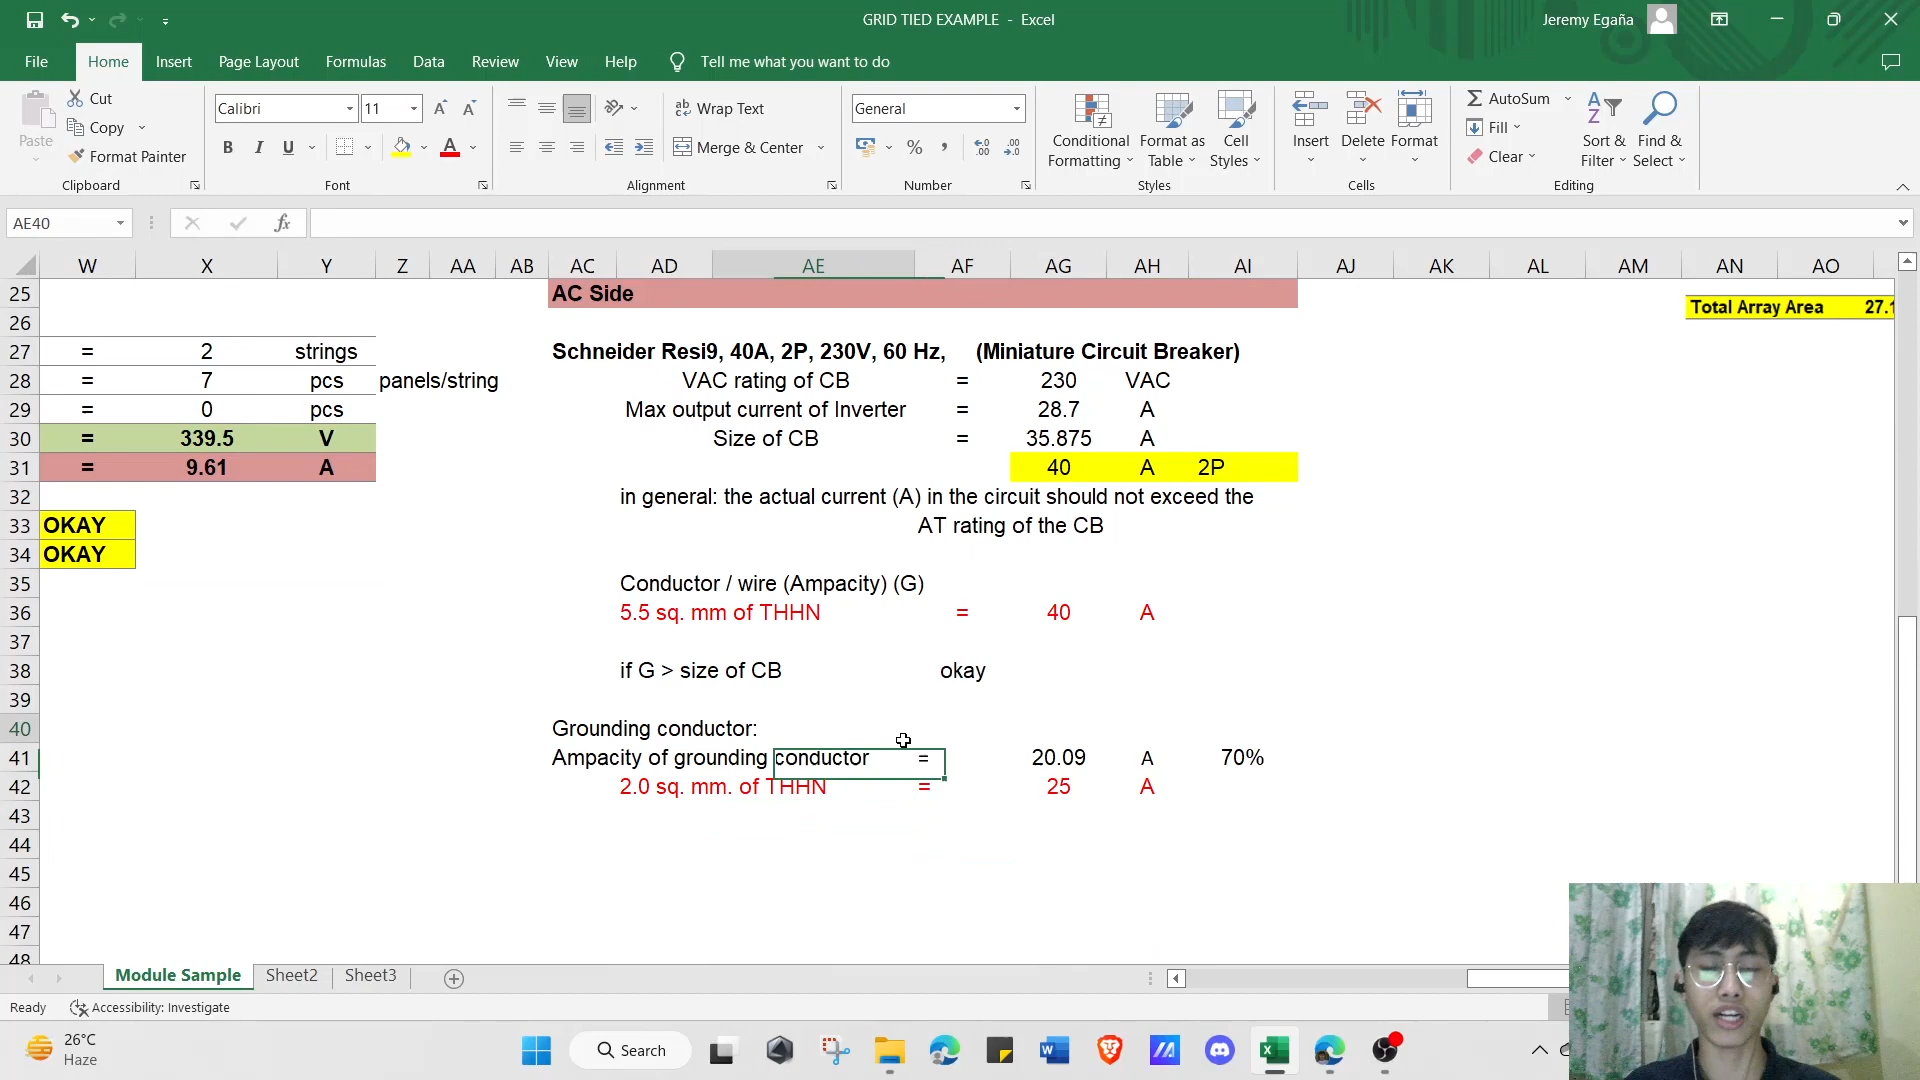 GRID TIED EXAMPLE - Excel
Jeremy Egaña
File Home Insert Page Layout Formulas Data Review View Help Tell me what you want to do
Paste
Cut
Copy
Format Painter
Clipboard
Calibri 11
B I U A
Font
Wrap Text
Merge & Center
Alignment
General
%
Number
Conditional Formatting
Format as Table
Cell Styles
Styles
Insert
Delete
Format
Cells
AutoSum
Fill
Clear
Sort & Filter
Find & Select
Editing
AE40
fx
W X Y Z AA AB AC AD AE AF AG AH AI AJ AK AL AM AN AO
25 AC Side Total Array Area 27.1
26
27 = 2 strings Schneider Resi9, 40A, 2P, 230V, 60 Hz, (Miniature Circuit Breaker)
28 = 7 pcs panels/string VAC rating of CB = 230 VAC
29 = 0 pcs Max output current of Inverter = 28.7 A
30 = 339.5 V Size of CB = 35.875 A
31 = 9.61 A 40 A 2P
32 in general: the actual current (A) in the circuit should not exceed the
33 OKAY AT rating of the CB
34 OKAY
35 Conductor / wire (Ampacity) (G)
36 5.5 sq. mm of THHN = 40 A
37
38 if G > size of CB okay
39
40 Grounding conductor:
41 Ampacity of grounding conductor = 20.09 A 70%
42 2.0 sq. mm. of THHN = 25 A
43
44
45
46
47
48
Module Sample Sheet2 Sheet3
Ready Accessibility: Investigate
26°C
Haze
Search